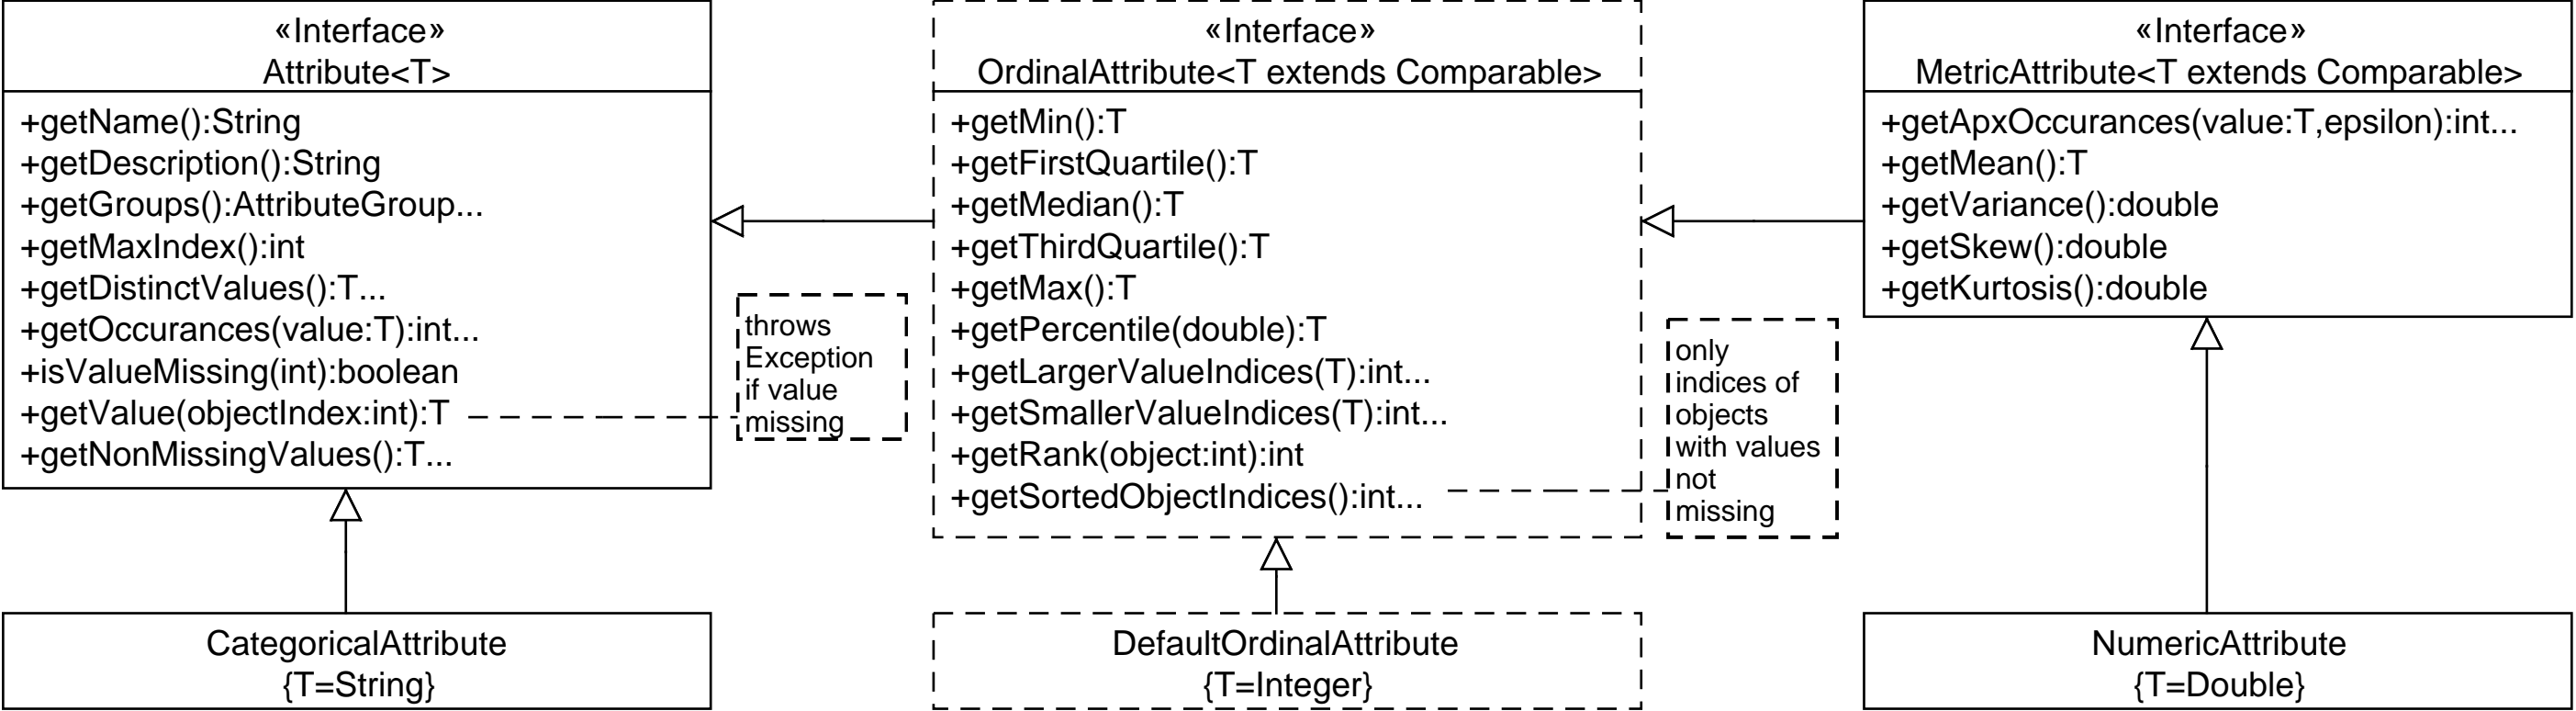 «Interface»
Attribute<T>
+getName():String
+getDescription():String
+getGroups():AttributeGroup...
+getMaxIndex():int
+getDistinctValues():T...
+getOccurances(value:T):int...
+isValueMissing(int):boolean
+getValue(objectIndex:int):T
+getNonMissingValues():T...
throws
Exception
if value
missing
«Interface»
OrdinalAttribute<T extends Comparable>
+getMin():T
+getFirstQuartile():T
+getMedian():T
+getThirdQuartile():T
+getMax():T
+getPercentile(double):T
+getLargerValueIndices(T):int...
+getSmallerValueIndices(T):int...
+getRank(object:int):int
+getSortedObjectIndices():int...
only
indices of
objects
with values
not
missing
«Interface»
MetricAttribute<T extends Comparable>
+getApxOccurances(value:T,epsilon):int...
+getMean():T
+getVariance():double
+getSkew():double
+getKurtosis():double
CategoricalAttribute
{T=String}
DefaultOrdinalAttribute
{T=Integer}
NumericAttribute
{T=Double}